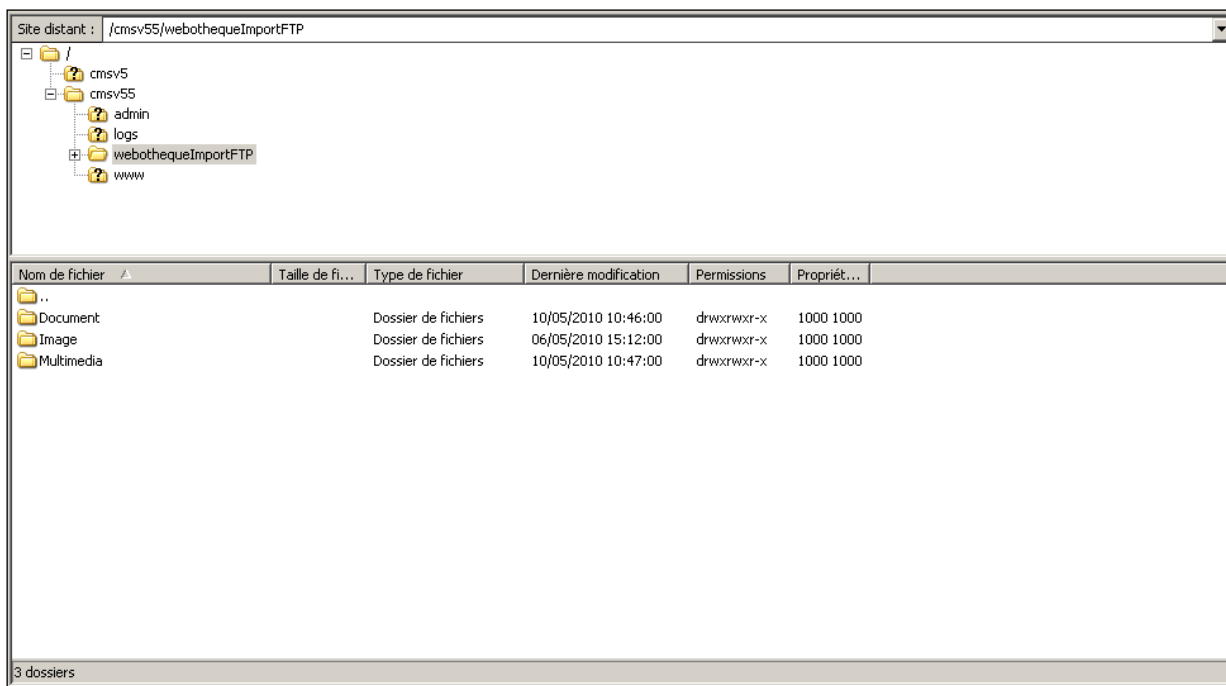 Site distant : /cmsv55/webothequeImportFTP
/
cmsv5
cmsv55
admin
logs
webothequeImportFTP
www
Nom de fichier Taille de fi... Type de fichier Dernière modification Permissions Propriét...
..
Document Dossier de fichiers 10/05/2010 10:46:00 drwxrwxr-x 1000 1000
Image Dossier de fichiers 06/05/2010 15:12:00 drwxrwxr-x 1000 1000
Multimedia Dossier de fichiers 10/05/2010 10:47:00 drwxrwxr-x 1000 1000
3 dossiers